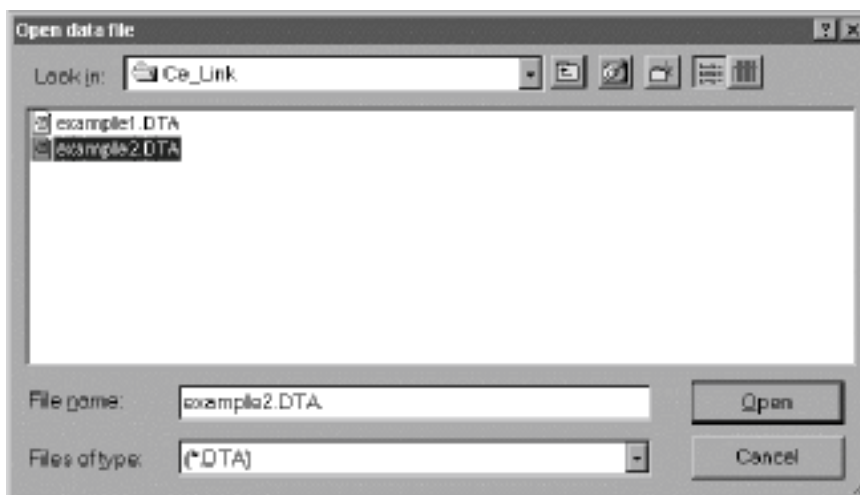 Open data file
Look in: Ce_Link
example1.DTA
example2.DTA
File name: example2.DTA
Open
Files of type: (*.DTA)
Cancel